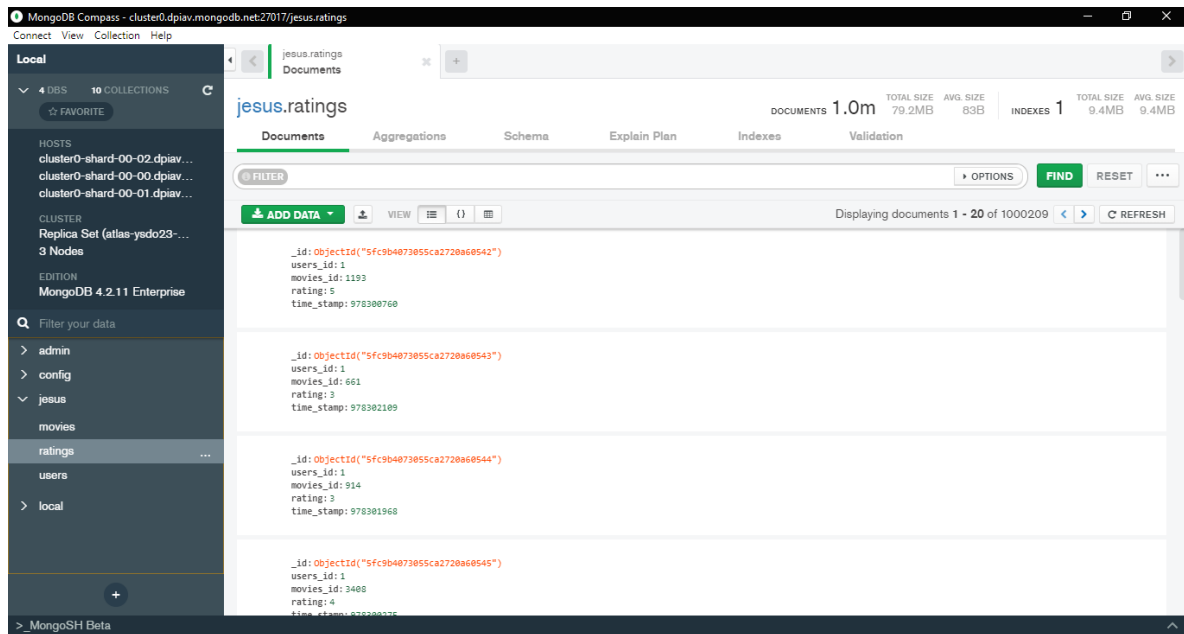 MongoDB Compass - cluster0.dpiav.mongodb.net:27017/jesus.ratings
Connect View Collection Help
Local
4 DBS 10 COLLECTIONS
FAVORITE
HOSTS
cluster0-shard-00-02.dpiav...
cluster0-shard-00-00.dpiav...
cluster0-shard-00-01.dpiav...
CLUSTER
Replica Set (atlas-ysdo23-...
3 Nodes
EDITION
MongoDB 4.2.11 Enterprise
Filter your data
admin
config
jesus
movies
ratings ...
users
local
jesus.ratings
Documents
jesus.ratings
DOCUMENTS 1.0m TOTAL SIZE 79.2MB AVG. SIZE 83B INDEXES 1 TOTAL SIZE 9.4MB AVG. SIZE 9.4MB
Documents Aggregations Schema Explain Plan Indexes Validation
FILTER OPTIONS FIND RESET ...
ADD DATA VIEW {} Displaying documents 1 - 20 of 1000209 < > REFRESH
_id: ObjectId("5fc9b4073055ca2720a60542")
users_id: 1
movies_id: 1193
rating: 5
time_stamp: 978300760
_id: ObjectId("5fc9b4073055ca2720a60543")
users_id: 1
movies_id: 661
rating: 3
time_stamp: 978302109
_id: ObjectId("5fc9b4073055ca2720a60544")
users_id: 1
movies_id: 914
rating: 3
time_stamp: 978301968
_id: ObjectId("5fc9b4073055ca2720a60545")
users_id: 1
movies_id: 3408
rating: 4
time_stamp: 978300275
>_MongoSH Beta